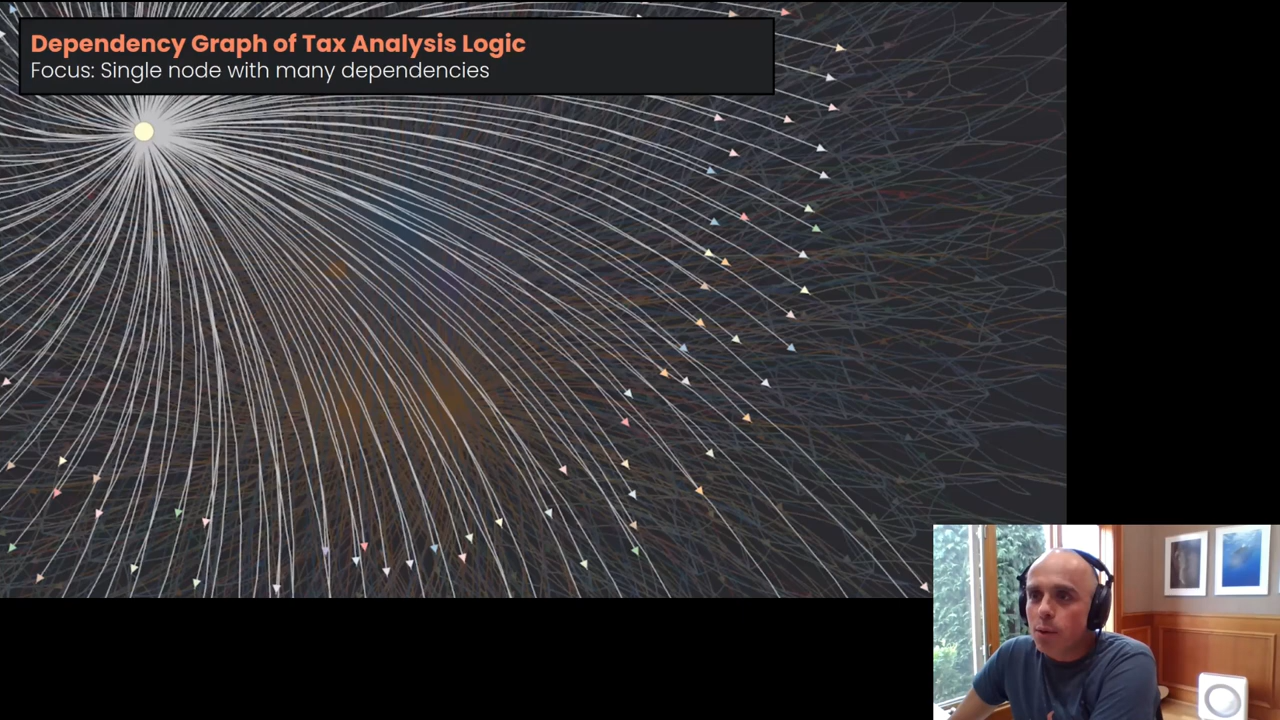 Dependency Graph of Tax Analysis Logic
Focus: Single node with many dependencies